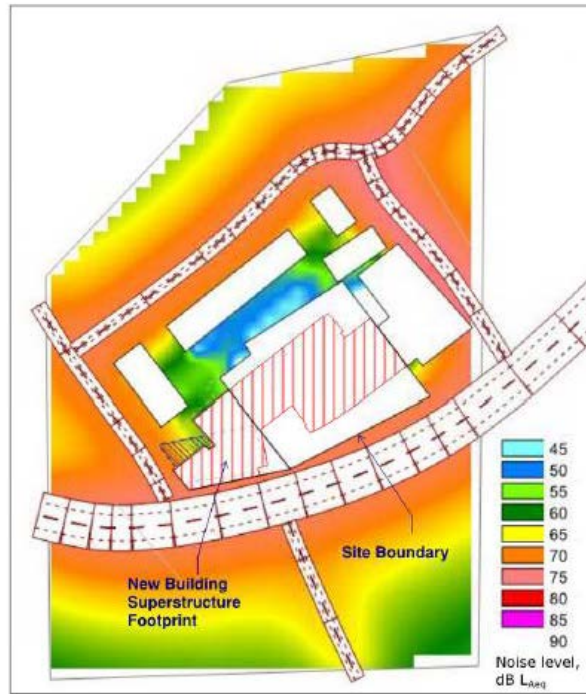 45
50
55
60
65
70
75
80
85
90
Site Boundary
New Building
Superstructure
Footprint
Noise level,
dB LAeq